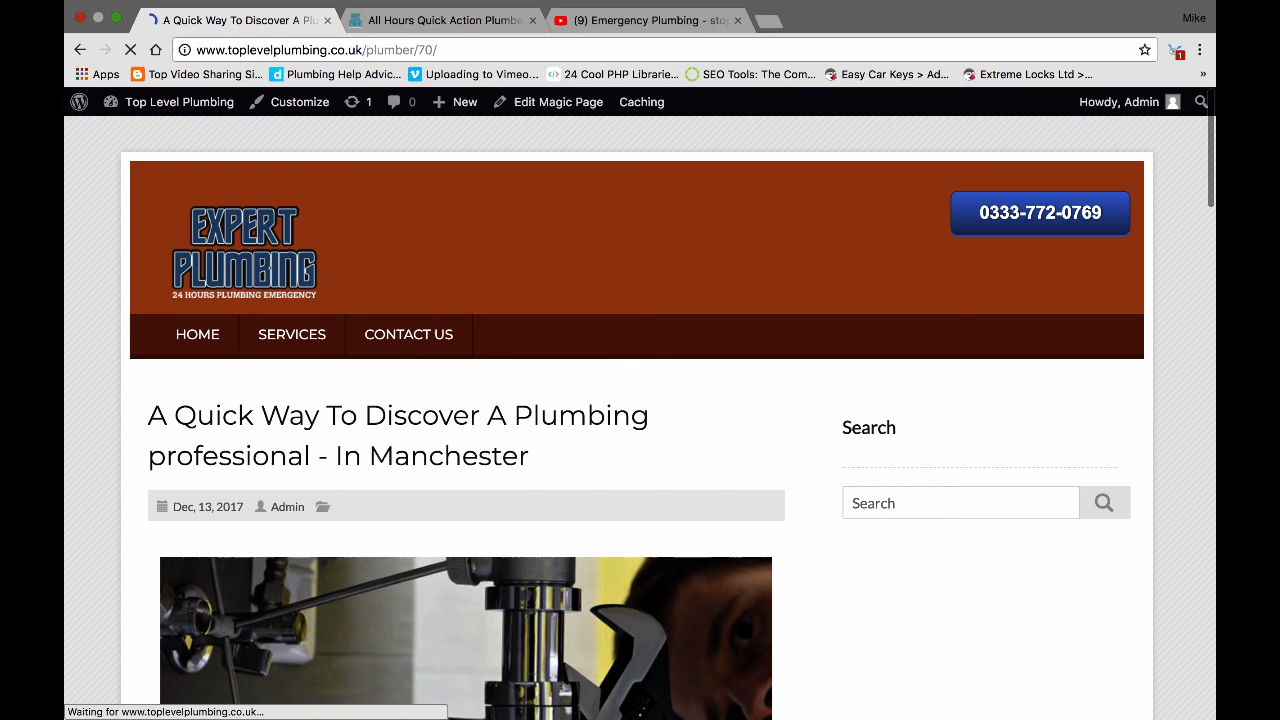 A Quick Way To Discover A Plu
All Hours Quick Action Plumbe
(9) Emergency Plumbing - stop
Mike
www.toplevelplumbing.co.uk/plumber/70/
Apps
Top Video Sharing Si...
Plumbing Help Advic...
Uploading to Vimeo...
24 Cool PHP Librarie...
SEO Tools: The Com...
Easy Car Keys > Ad...
Extreme Locks Ltd >...
»
1
Top Level Plumbing
Customize
1
0
New
Edit Magic Page
Caching
Howdy, Admin
EXPERT
PLUMBING
24 HOURS PLUMBING EMERGENCY
0333-772-0769
HOME
SERVICES
CONTACT US
A Quick Way To Discover A Plumbing
professional - In Manchester
Dec, 13, 2017
Admin
Search
Search
Waiting for www.toplevelplumbing.co.uk...